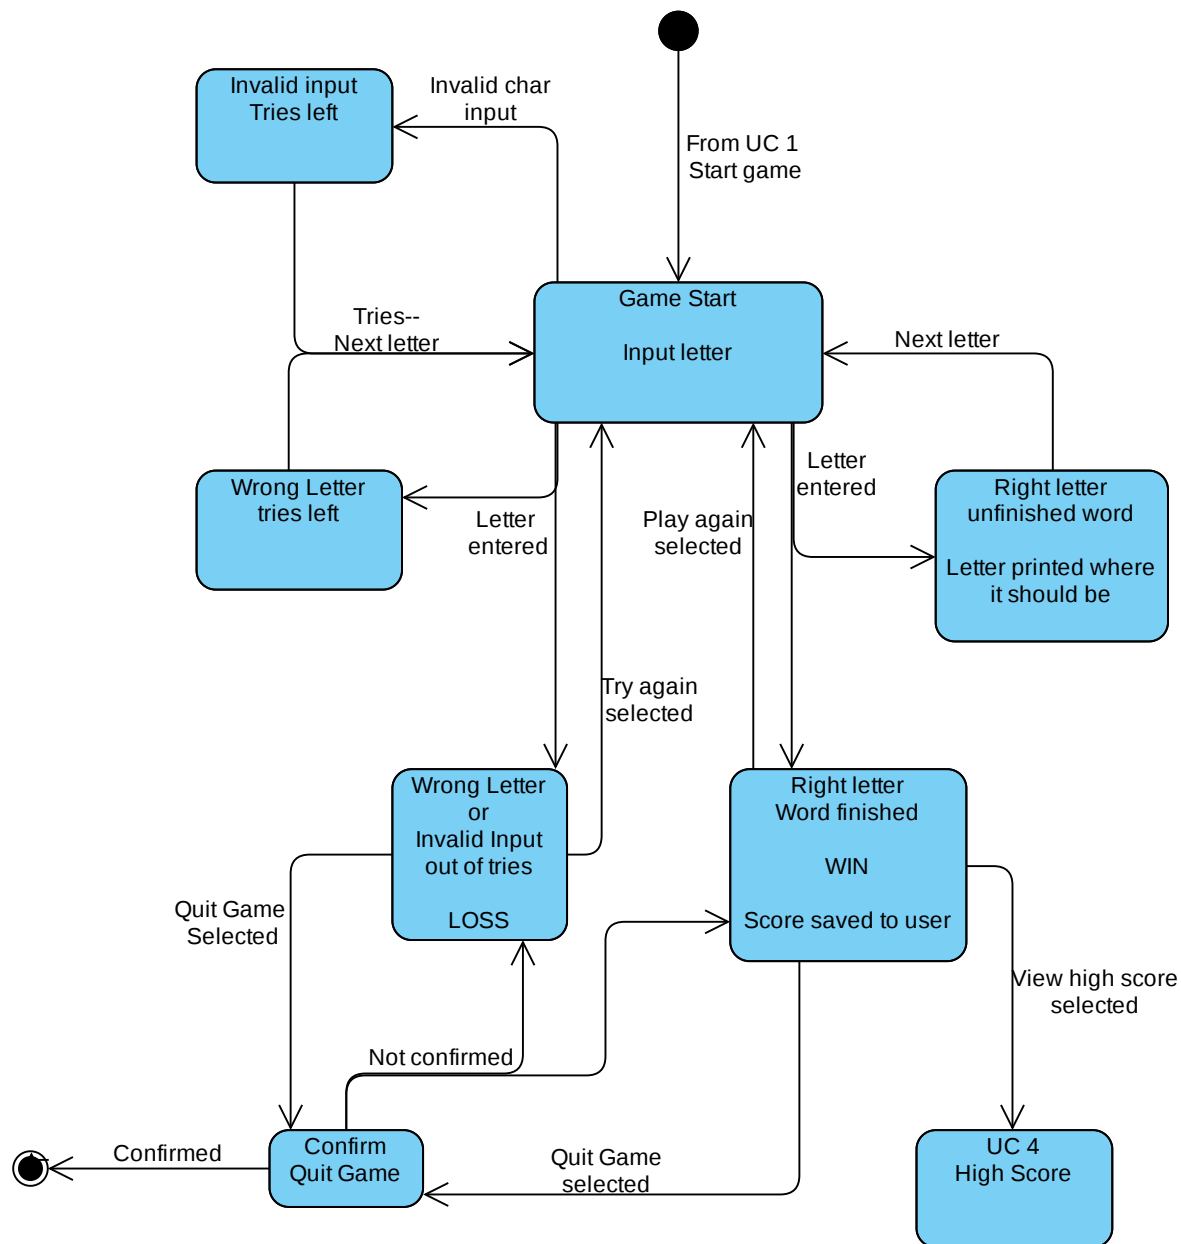 Invalid input
Tries left
Invalid char
input
From UC 1
Start game
Game Start
Input letter
Tries--
Next letter
Next letter
Wrong Letter
tries left
Letter
entered
Play again
selected
Letter
entered
Right letter
unfinished word
Letter printed where
it should be
Try again
selected
Wrong Letter
or
Invalid Input
out of tries
LOSS
Right letter
Word finished
WIN
Score saved to user
Quit Game
Selected
View high score
selected
Not confirmed
Confirmed
Confirm
Quit Game
Quit Game
selected
UC 4
High Score